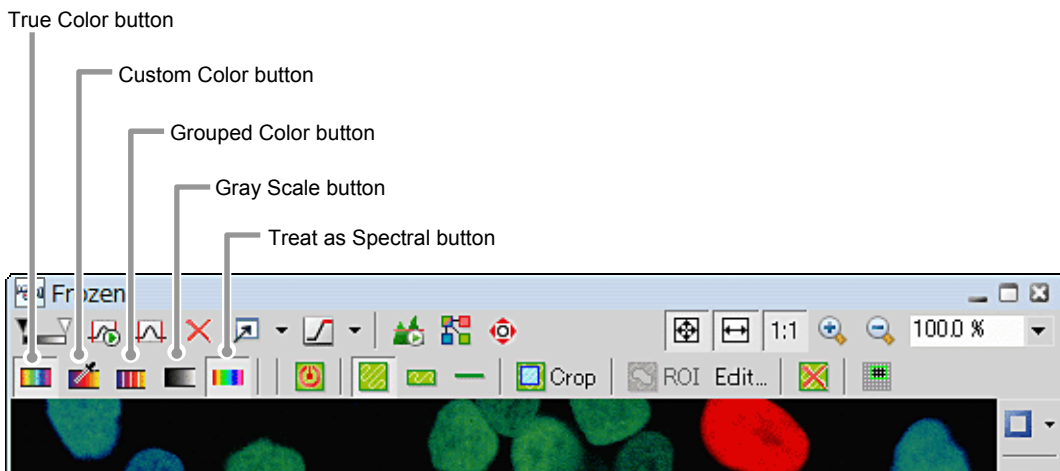 True Color button
Custom Color button
Grouped Color button
Gray Scale button
Treat as Spectral button
Frozen
1:1 100.0 %
Crop ROI Edit...